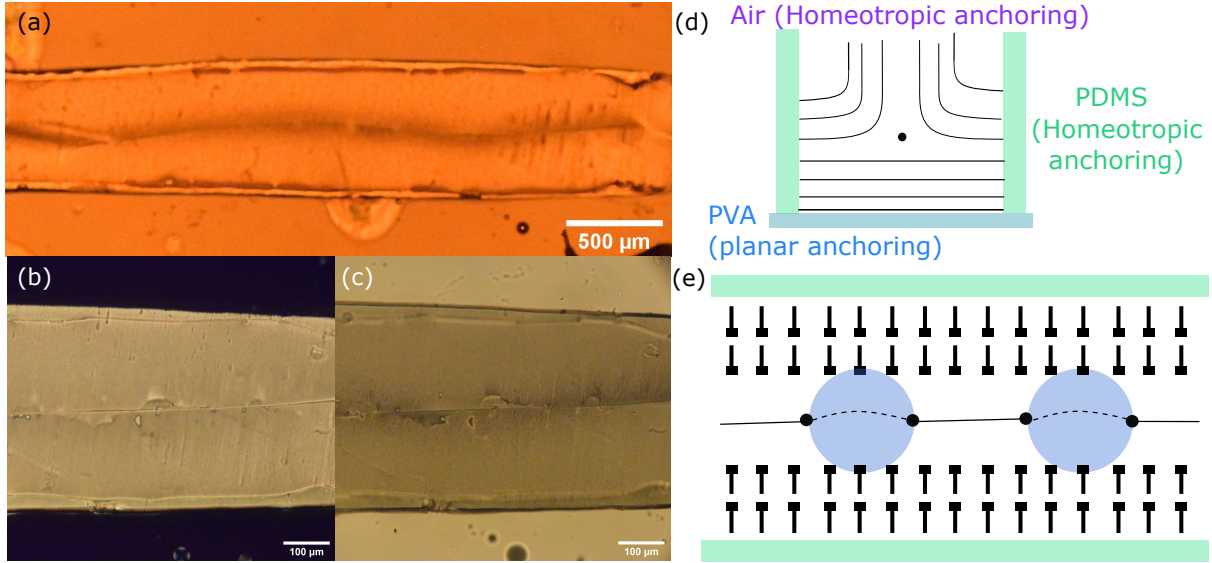 (a)
500 µm
(b)
100 µm
(c)
100 µm
(d)
Air (Homeotropic anchoring)
PDMS
(Homeotropic
anchoring)
PVA
(planar anchoring)
(e)